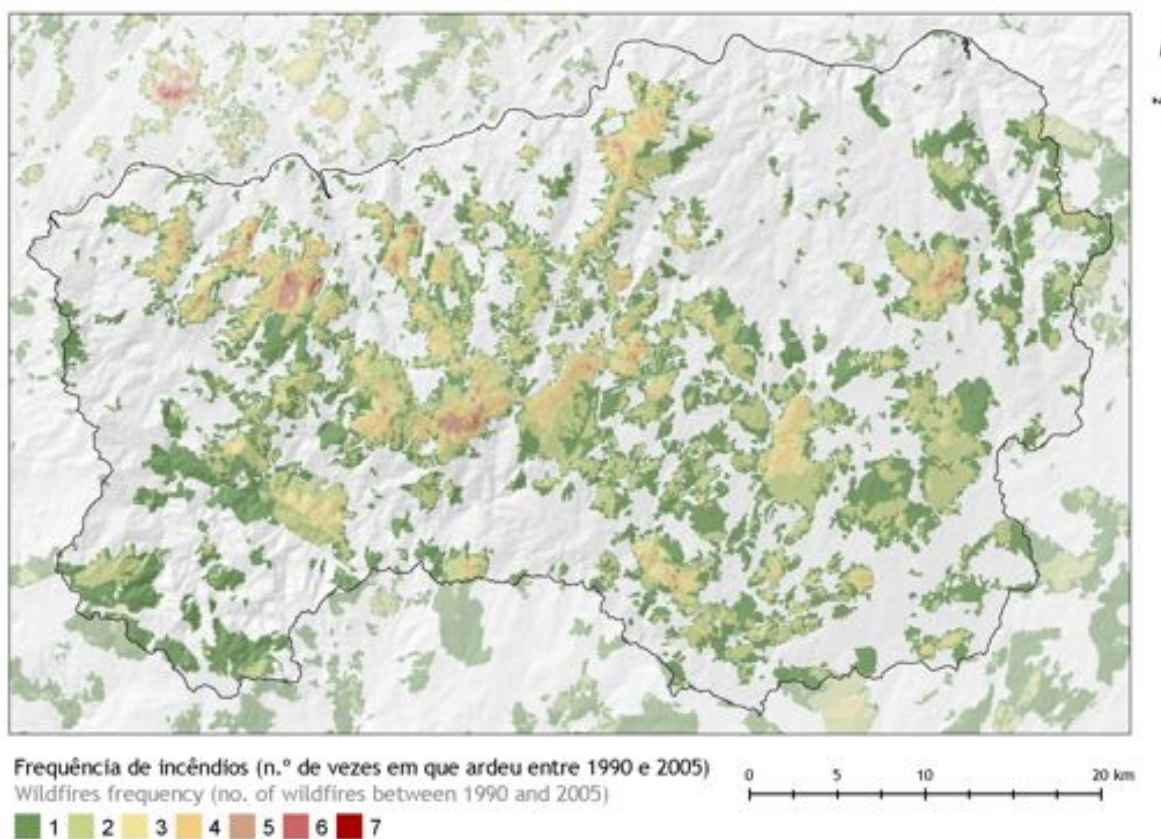 Frequência de incêndios (n.º de vezes em que ardeu entre 1990 e 2005)
Wildfires frequency (no. of wildfires between 1990 and 2005)
1 2 3 4 5 6 7
0 5 10 20 km